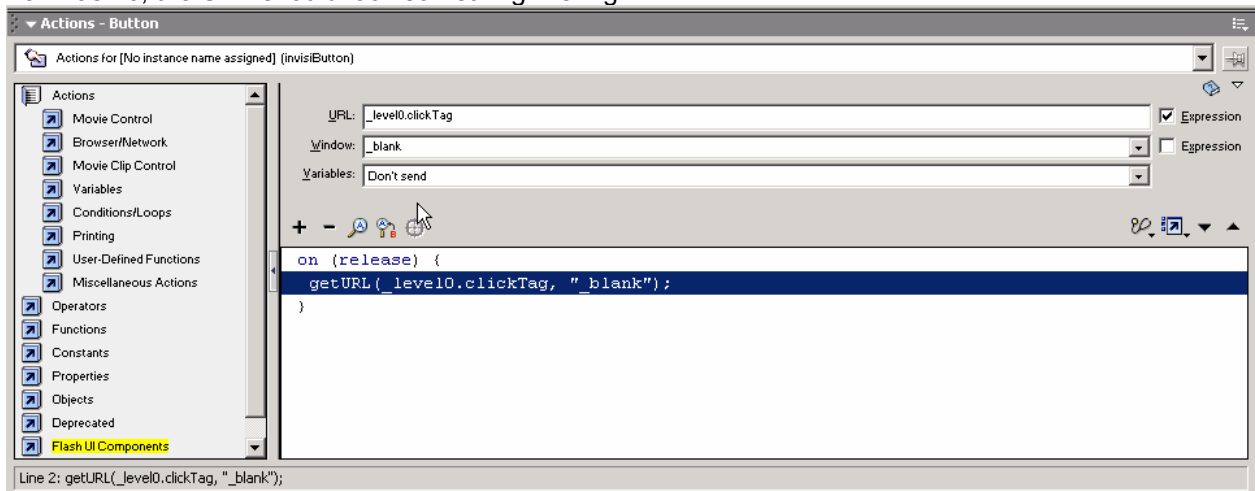 Actions - Button
Actions for [No instance name assigned] (invisiButton)
Actions
Movie Control
Browser/Network
Movie Clip Control
Variables
Conditions/Loops
Printing
User-Defined Functions
Miscellaneous Actions
Operators
Functions
Constants
Properties
Objects
Deprecated
Flash UI Components
URL: _level0.clickTag Expression
Window: _blank Expression
Variables: Don't send
on (release) {
getURL(_level0.clickTag, "_blank");
}
Line 2: getURL(_level0.clickTag, "_blank");